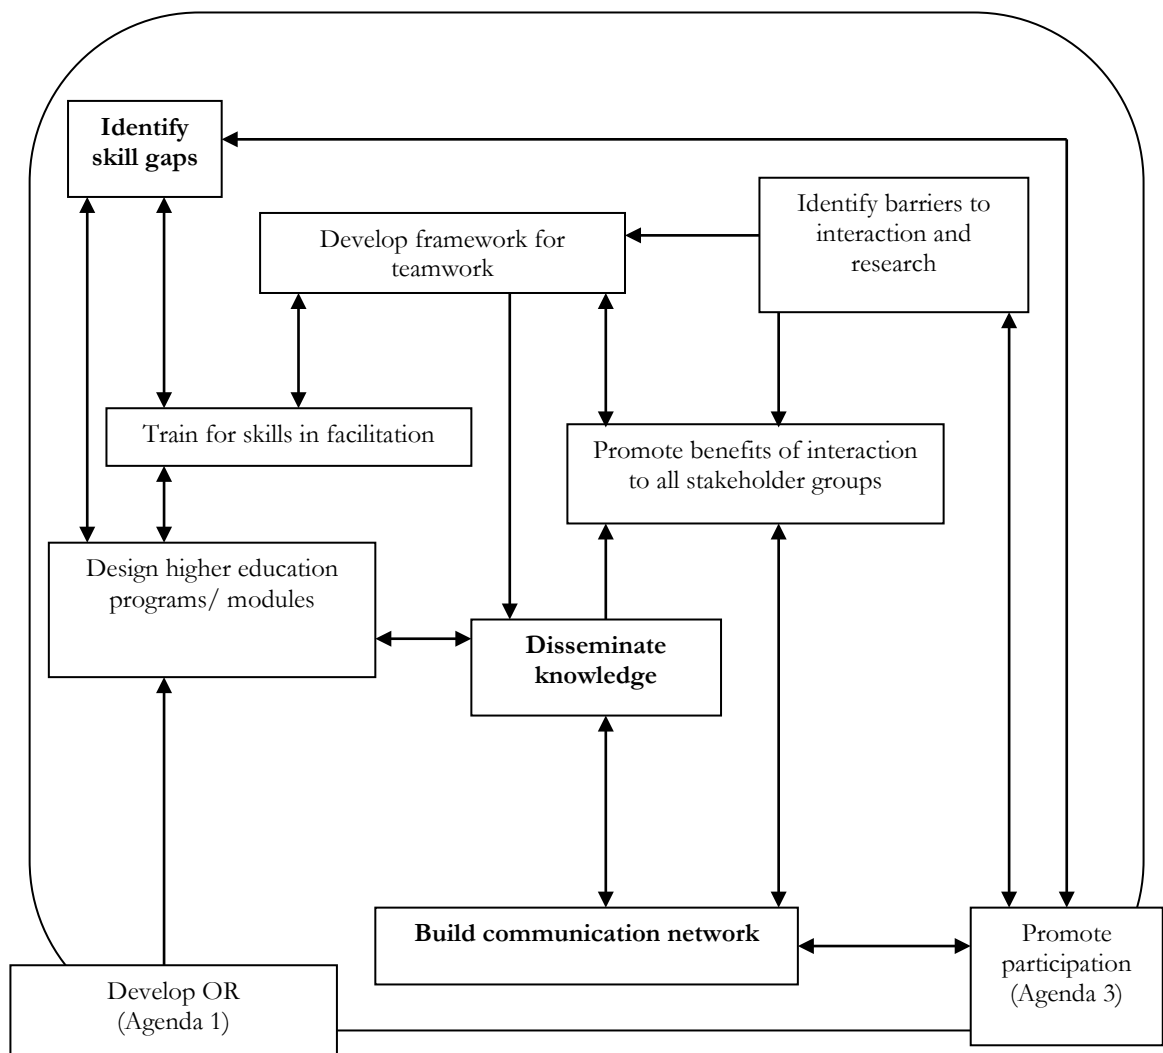 Identify
skill gaps
Identify barriers to
interaction and
research
Develop framework for
teamwork
Train for skills in facilitation
Promote benefits of interaction
to all stakeholder groups
Design higher education
programs/ modules
Disseminate
knowledge
Build communication network
Promote
participation
(Agenda 3)
Develop OR
(Agenda 1)